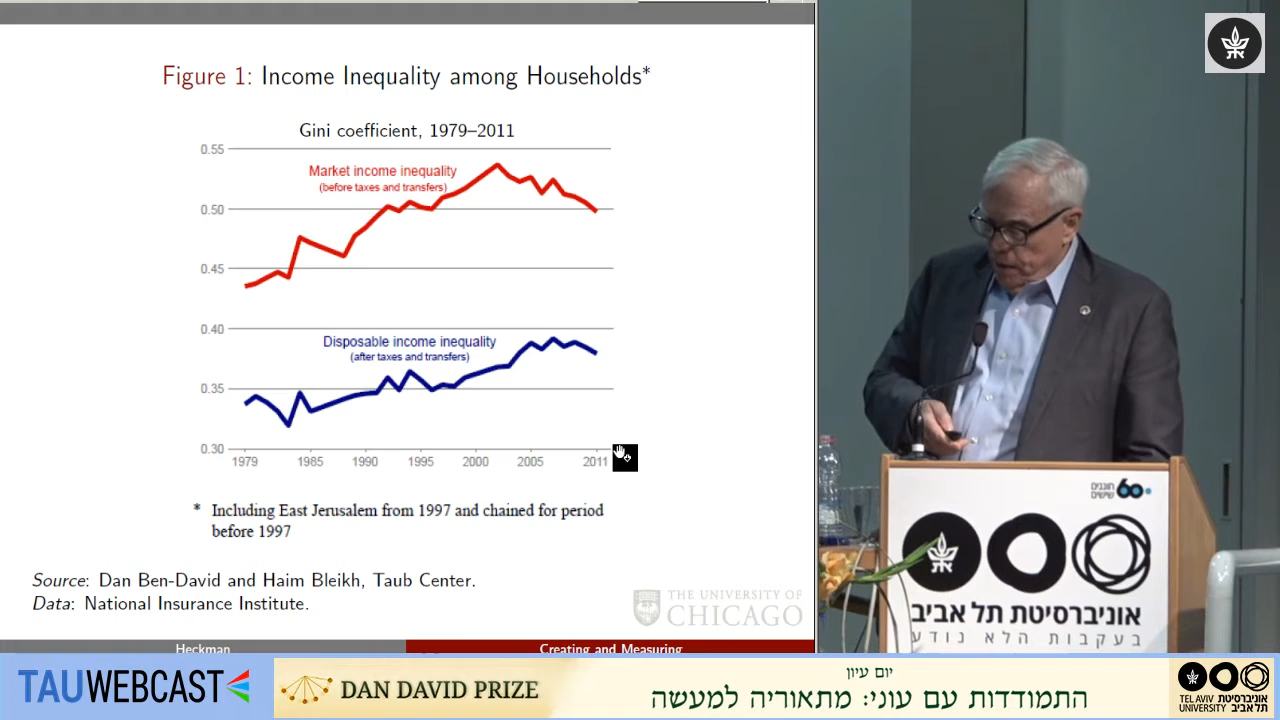 Figure 1: Income Inequality among Households*
Gini coefficient, 1979–2011
0.55
Market income inequality
(before taxes and transfers)
0.50
0.45
0.40
Disposable income inequality
(after taxes and transfers)
0.35
0.30
1979 1985 1990 1995 2000 2005 2011
* Including East Jerusalem from 1997 and chained for period
before 1997
Source: Dan Ben-David and Haim Bleikh, Taub Center.
Data: National Insurance Institute.
THE UNIVERSITY OF
CHICAGO
Heckman Creating and Measuring
חוגגים
שישים
60
אוניברסיטת תל אביב
בעקבות הלא נודע
TAUWEBCAST
DAN DAVID PRIZE
יום עיון
התמודדות עם עוני: מתאוריה למעשה
TEL AVIV אוניברסיטת
UNIVERSITY תל אביב